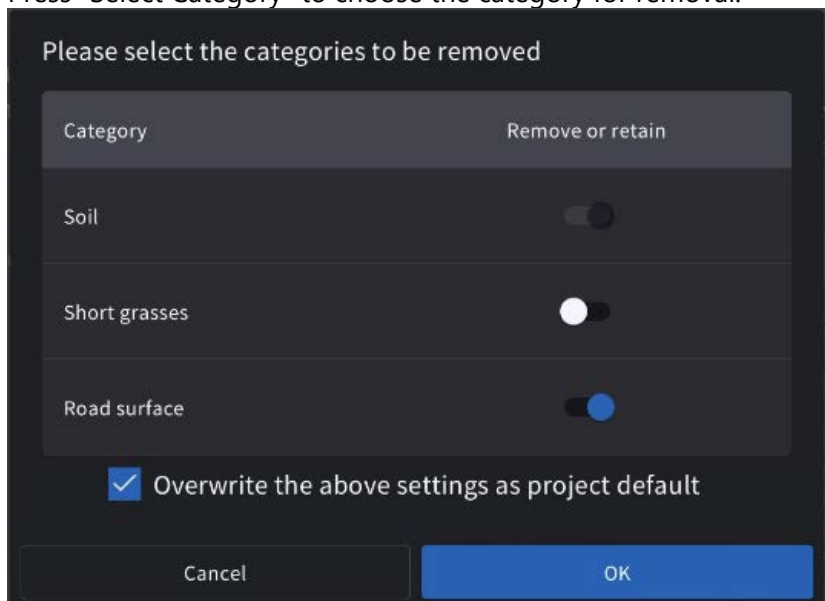 Press "Select Category" to choose the category for removal.
Please select the categories to be removed
Category Remove or retain
Soil
Short grasses
Road surface
Overwrite the above settings as project default
Cancel OK